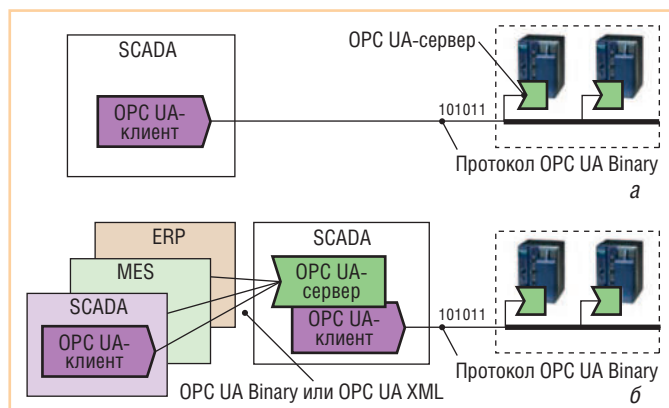 OPC UA-сервер
SCADA
OPC UA-
клиент
101011
Протокол OPC UA Binary
а
ERP
MES
SCADA
OPC UA-
клиент
SCADA
OPC UA-
сервер
OPC UA-
клиент
101011
OPC UA Binary или OPC UA XML
Протокол OPC UA Binary
б